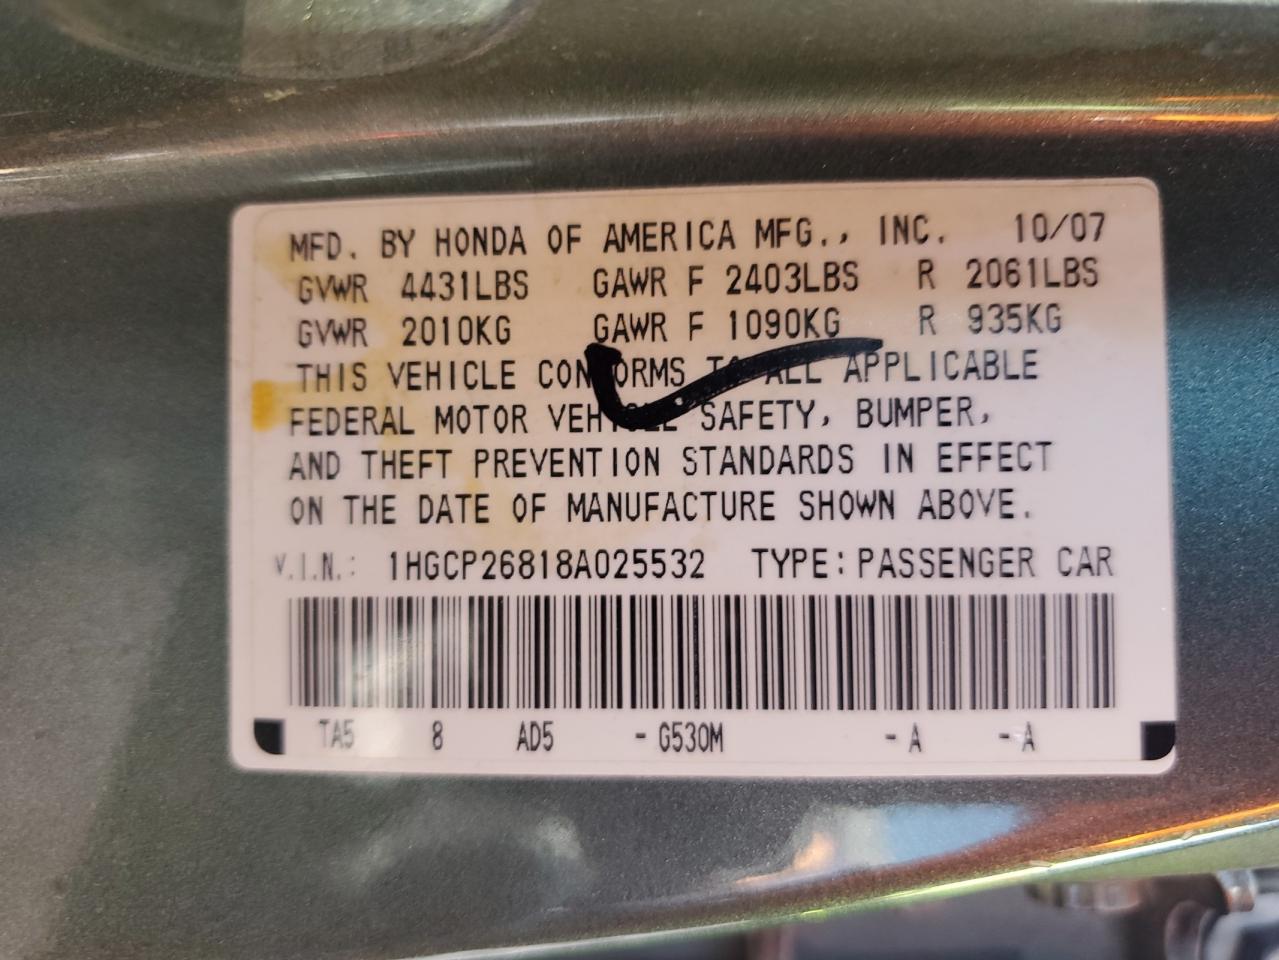 MFD. BY HONDA OF AMERICA MFG., INC. 10/07
GVWR 4431LBS GAWR F 2403LBS R 2061LBS
GVWR 2010KG GAWR F 1090KG R 935KG
THIS VEHICLE CONFORMS TO ALL APPLICABLE
FEDERAL MOTOR VEHICLE SAFETY, BUMPER,
AND THEFT PREVENTION STANDARDS IN EFFECT
ON THE DATE OF MANUFACTURE SHOWN ABOVE.
V.I.N.: 1HGCP26818A025532 TYPE: PASSENGER CAR
TA5 8 AD5 - G530M - A - A